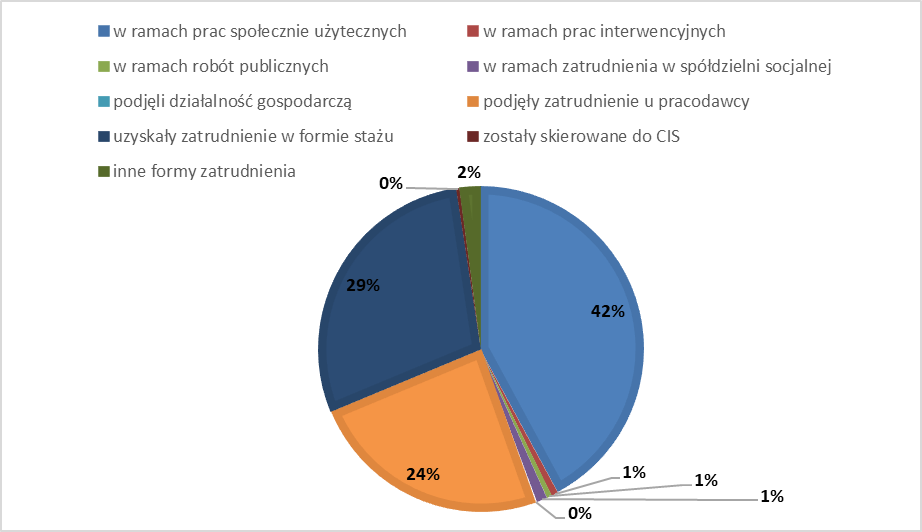 w ramach prac społecznie użytecznych
w ramach prac interwencyjnych
w ramach robót publicznych
w ramach zatrudnienia w spółdzielni socjalnej
podjęli działalność gospodarczą
podjęły zatrudnienie u pracodawcy
uzyskały zatrudnienie w formie stażu
zostały skierowane do CIS
inne formy zatrudnienia
2%
0%
29%
42%
24%
1%
1%
1%
0%